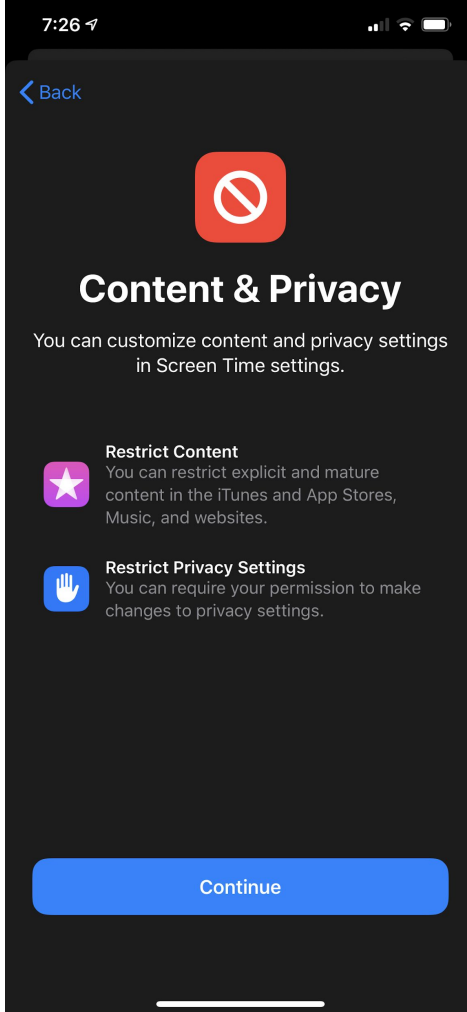 7:26
Back
Content & Privacy
You can customize content and privacy settings
in Screen Time settings.
Restrict Content
You can restrict explicit and mature
content in the iTunes and App Stores,
Music, and websites.
Restrict Privacy Settings
You can require your permission to make
changes to privacy settings.
Continue